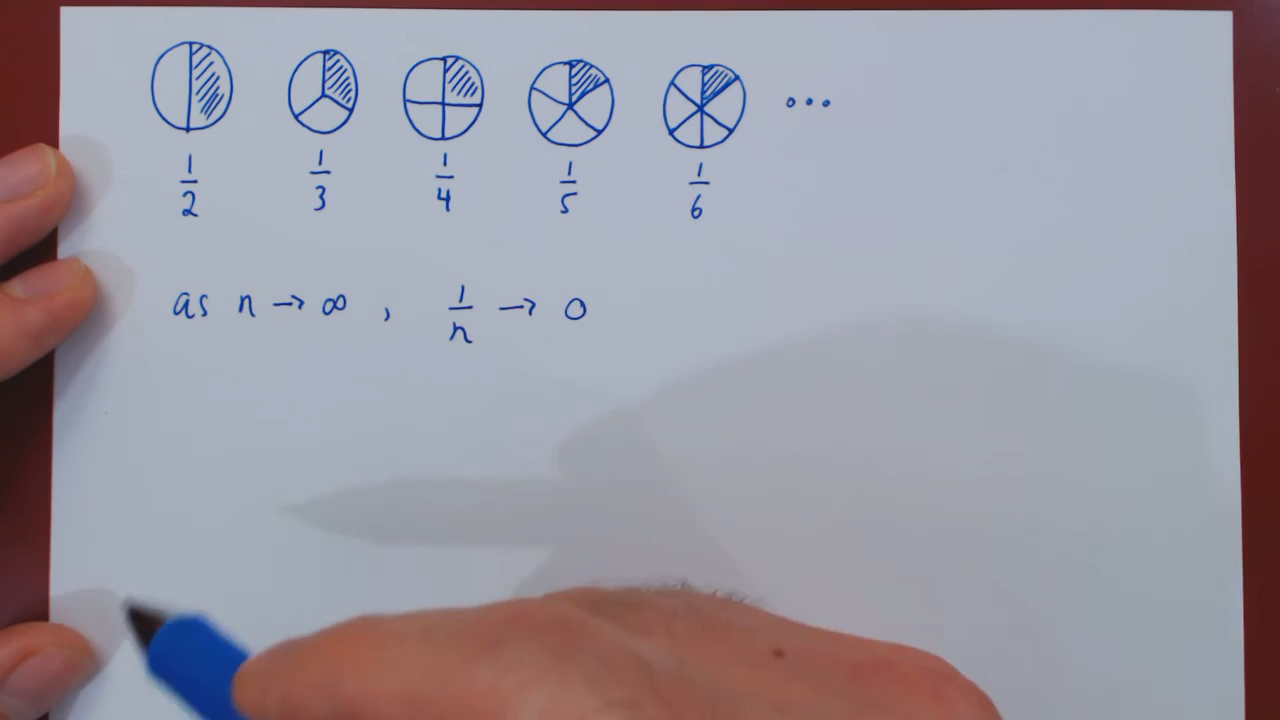 1/2 1/3 1/4 1/5 1/6 ...
as n → ∞ , 1/n → 0